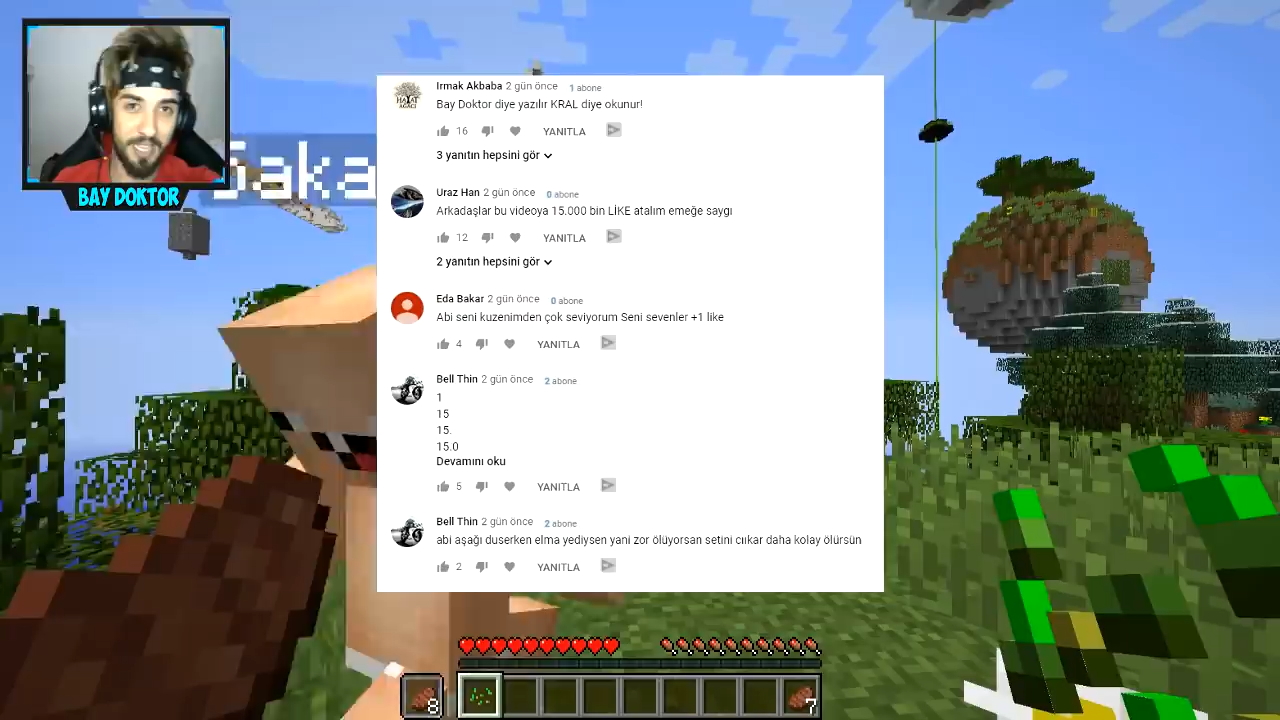 BAY DOKTOR
Saka
HAYAT
AĞACI
Irmak Akbaba 2 gün önce 1 abone
Bay Doktor diye yazılır KRAL diye okunur!
16 YANITLA
3 yanıtın hepsini gör
Uraz Han 2 gün önce 0 abone
Arkadaşlar bu videoya 15.000 bin LİKE atalım emeğe saygı
12 YANITLA
2 yanıtın hepsini gör
Eda Bakar 2 gün önce 0 abone
Abi seni kuzenimden çok seviyorum Seni sevenler +1 like
4 YANITLA
Bell Thin 2 gün önce 2 abone
1
15
15.
15.0
Devamını oku
5 YANITLA
Bell Thin 2 gün önce 2 abone
abi aşağı duserken elma yediysen yani zor ölüyorsan setini cııkar daha kolay ölürsün
2 YANITLA
8
7